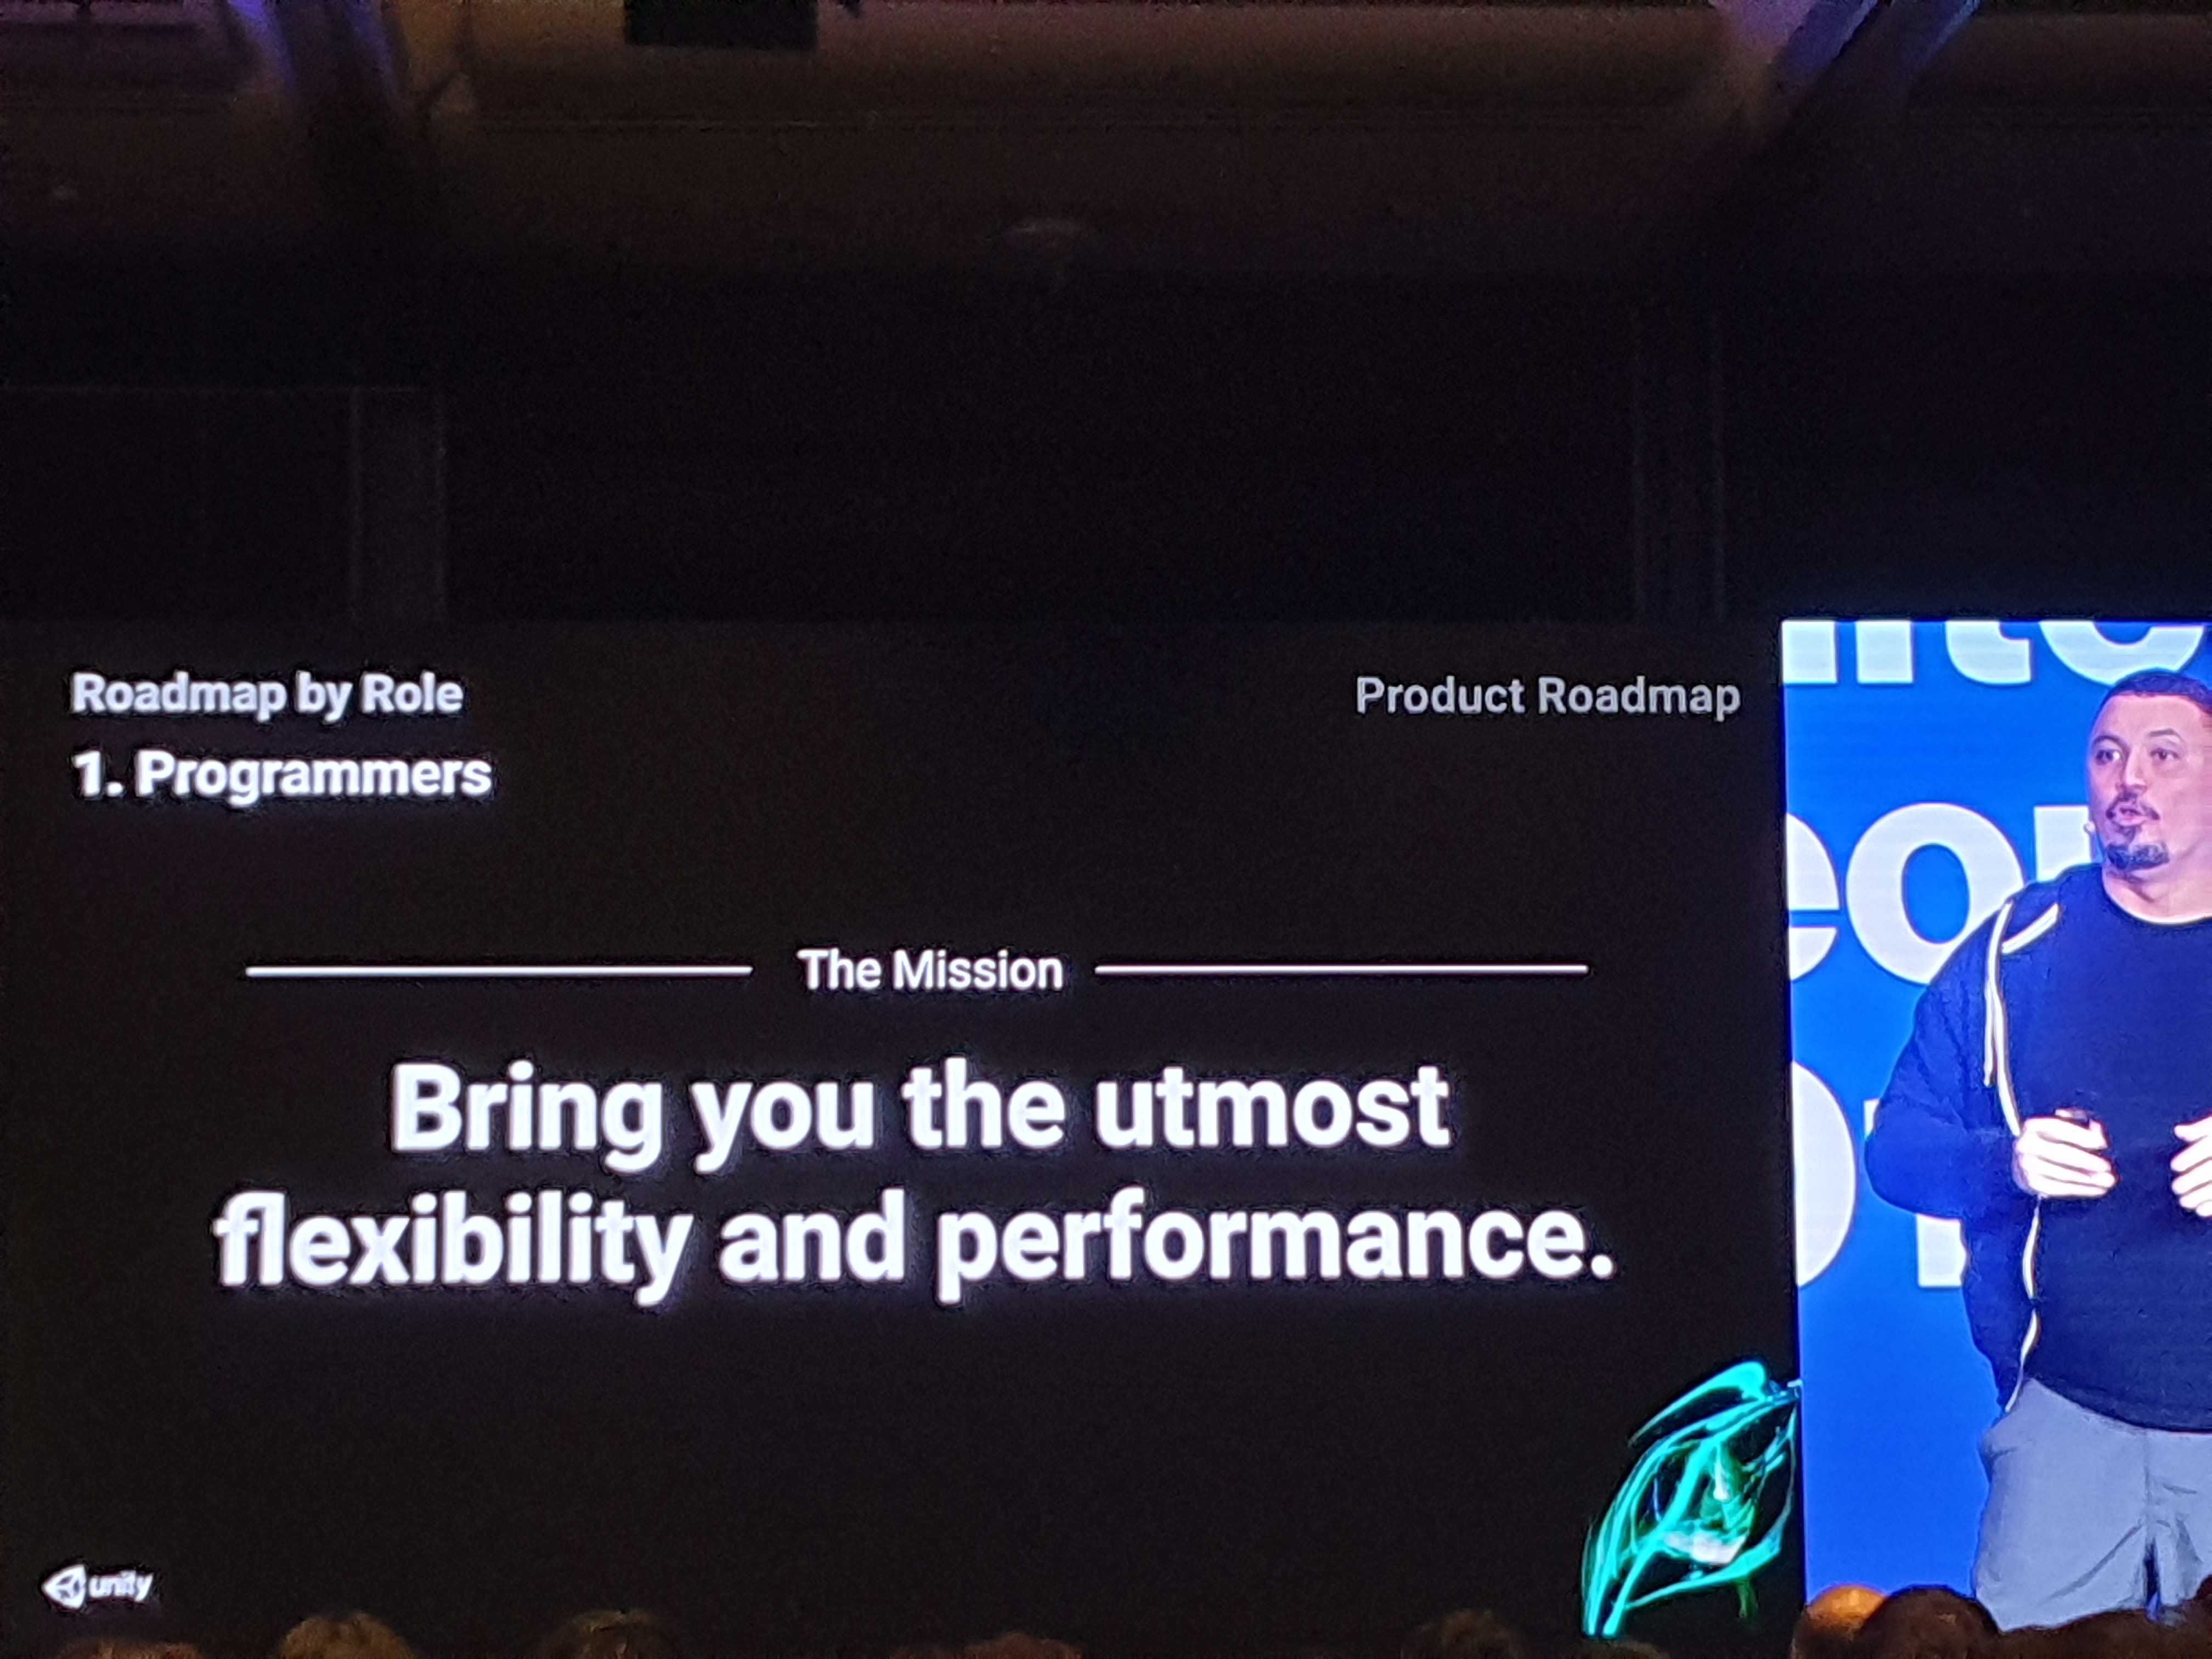 Roadmap by Role
1. Programmers
Product Roadmap
The Mission
Bring you the utmost
flexibility and performance.
unity